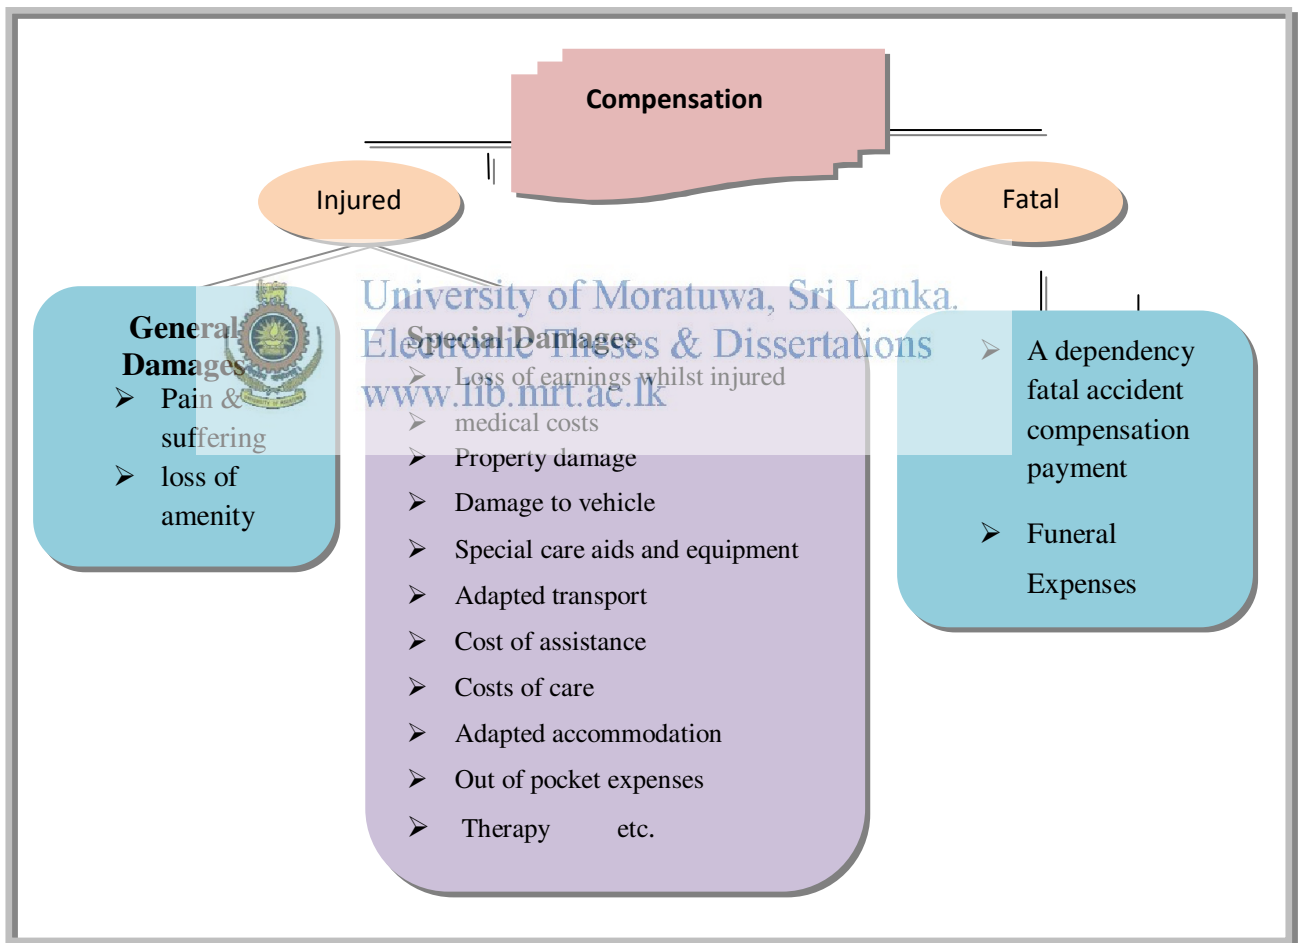 Compensation
Injured
Fatal
General
Damages
➢ Pain &
suffering
➢ loss of
amenity
Special Damages
➢ Loss of earnings whilst injured
➢ medical costs
➢ Property damage
➢ Damage to vehicle
➢ Special care aids and equipment
➢ Adapted transport
➢ Cost of assistance
➢ Costs of care
➢ Adapted accommodation
➢ Out of pocket expenses
➢ Therapy etc.
➢ A dependency
fatal accident
compensation
payment
➢ Funeral
Expenses
University of Moratuwa, Sri Lanka.
Electronic Theses & Dissertations
www.lib.mrt.ac.lk